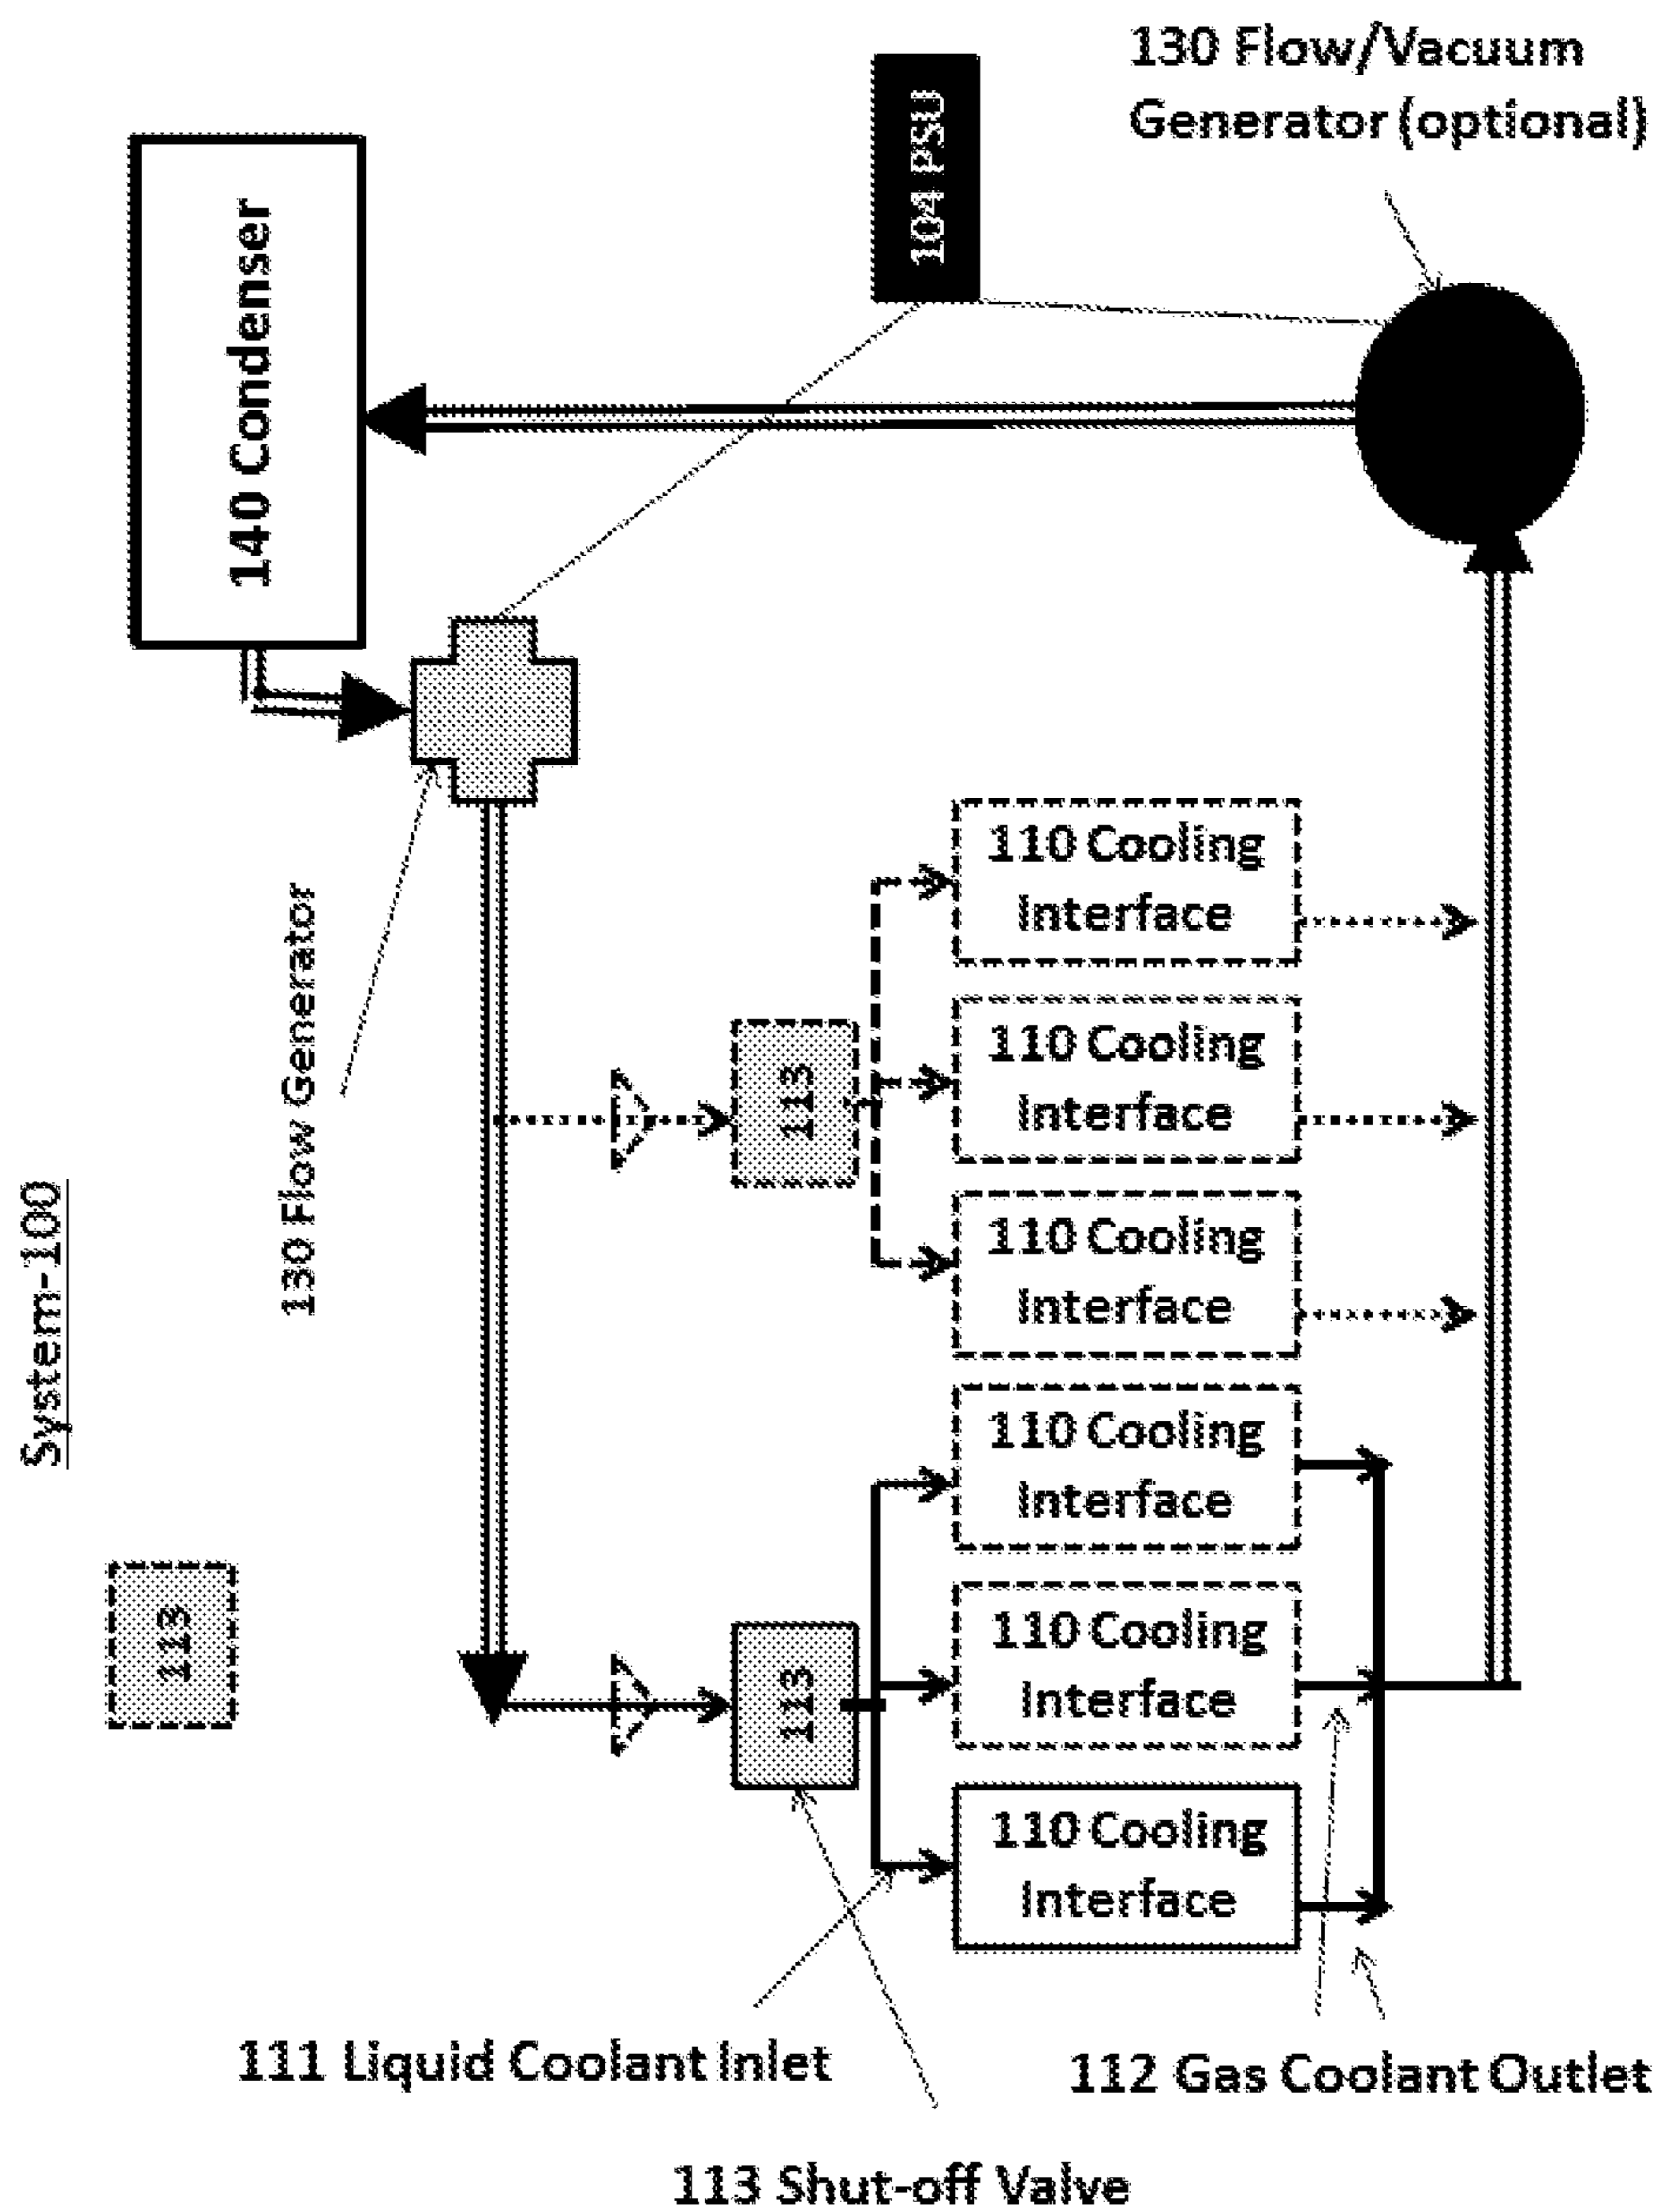 130 Flow/Vacuum
Generator (optional)
104 PSU
140 Condenser
130 Flow Generator
System-100
110 Cooling
Interface
110 Cooling
Interface
113
110 Cooling
Interface
110 Cooling
Interface
113
110 Cooling
Interface
113
110 Cooling
Interface
111 Liquid Coolant Inlet
112 Gas Coolant Outlet
113 Shut-off Valve